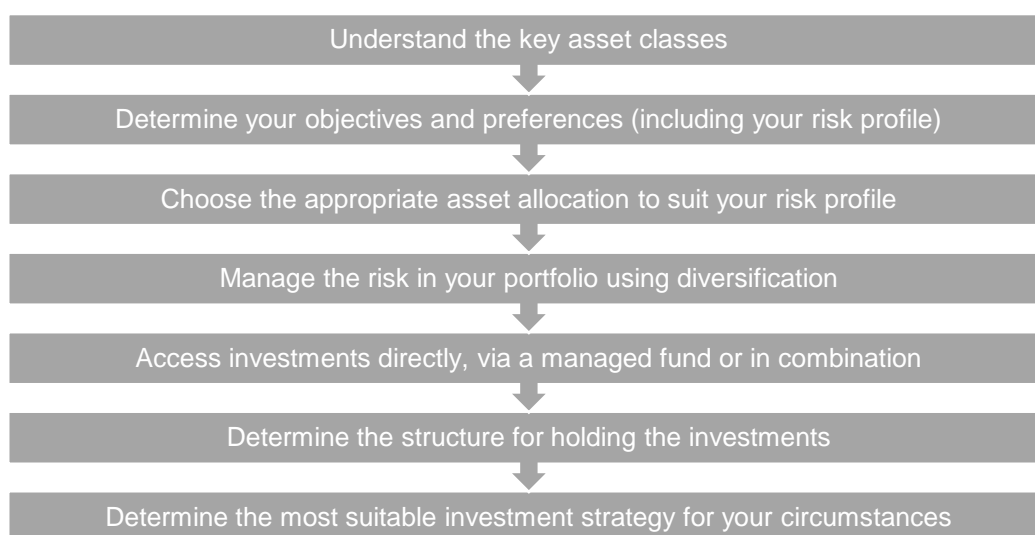 Understand the key asset classes
Determine your objectives and preferences (including your risk profile)
Choose the appropriate asset allocation to suit your risk profile
Manage the risk in your portfolio using diversification
Access investments directly, via a managed fund or in combination
Determine the structure for holding the investments
Determine the most suitable investment strategy for your circumstances